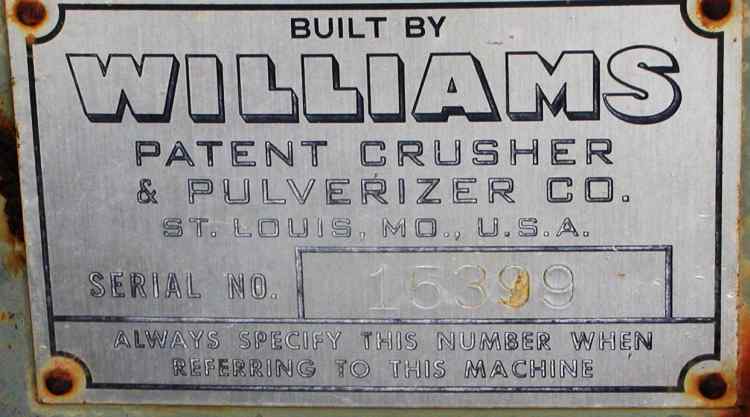 BUILT BY
WILLIAMS
PATENT CRUSHER
& PULVERIZER CO.
ST. LOUIS, MO., U.S.A.
SERIAL NO. 15399
ALWAYS SPECIFY THIS NUMBER WHEN
REFERRING TO THIS MACHINE